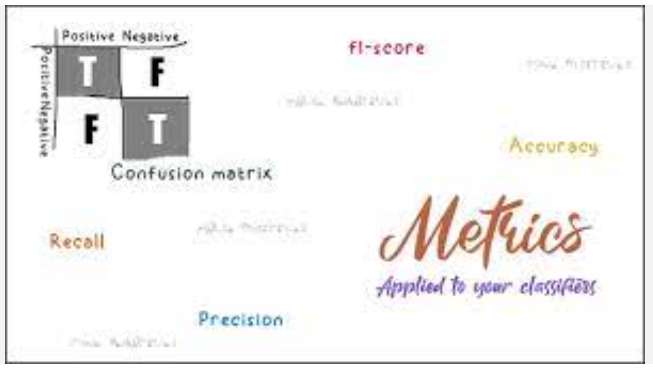 Positive Negative
Positive
Negative
T F
F T
Confusion matrix
f1-score
Accuracy
Recall
Metrics
Applied to your classifiers
Precision